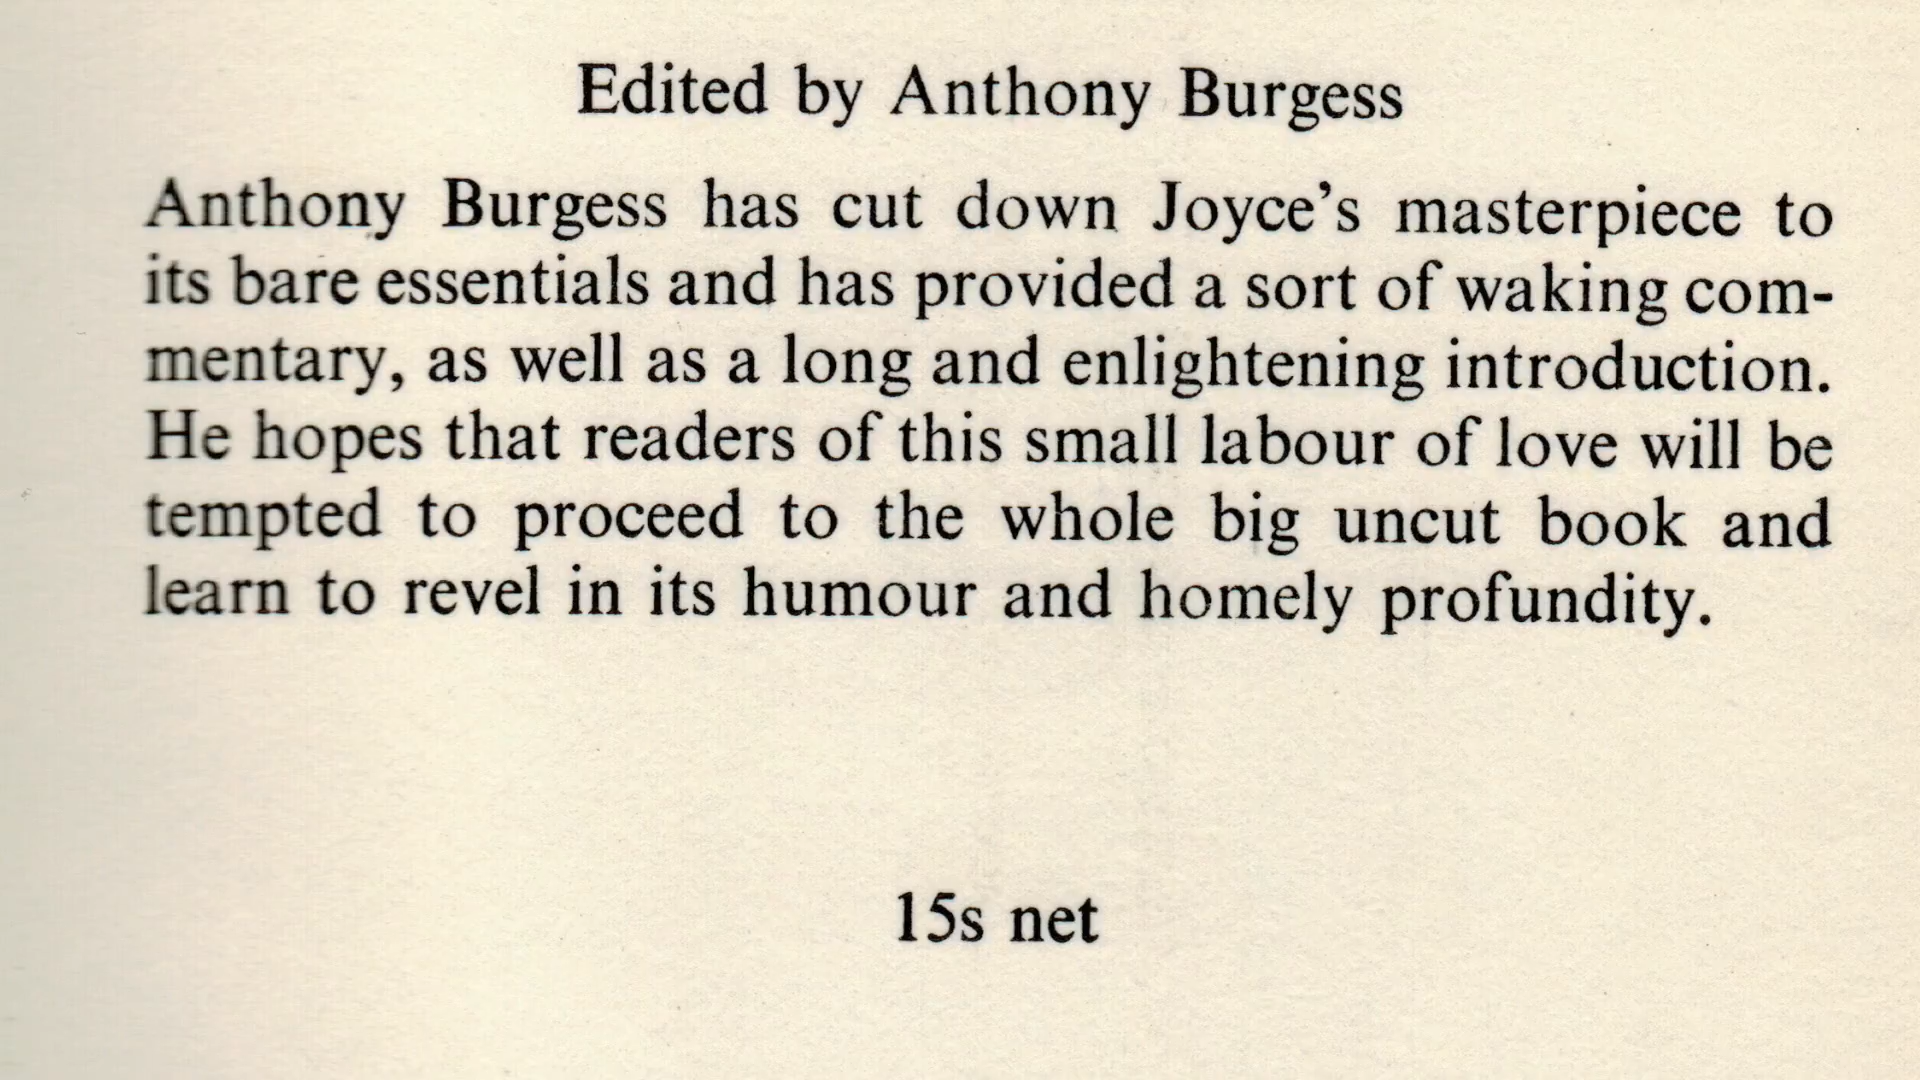 Edited by Anthony Burgess
Anthony Burgess has cut down Joyce’s masterpiece to
its bare essentials and has provided a sort of waking com-
mentary, as well as a long and enlightening introduction.
He hopes that readers of this small labour of love will be
tempted to proceed to the whole big uncut book and
learn to revel in its humour and homely profundity.
15s net